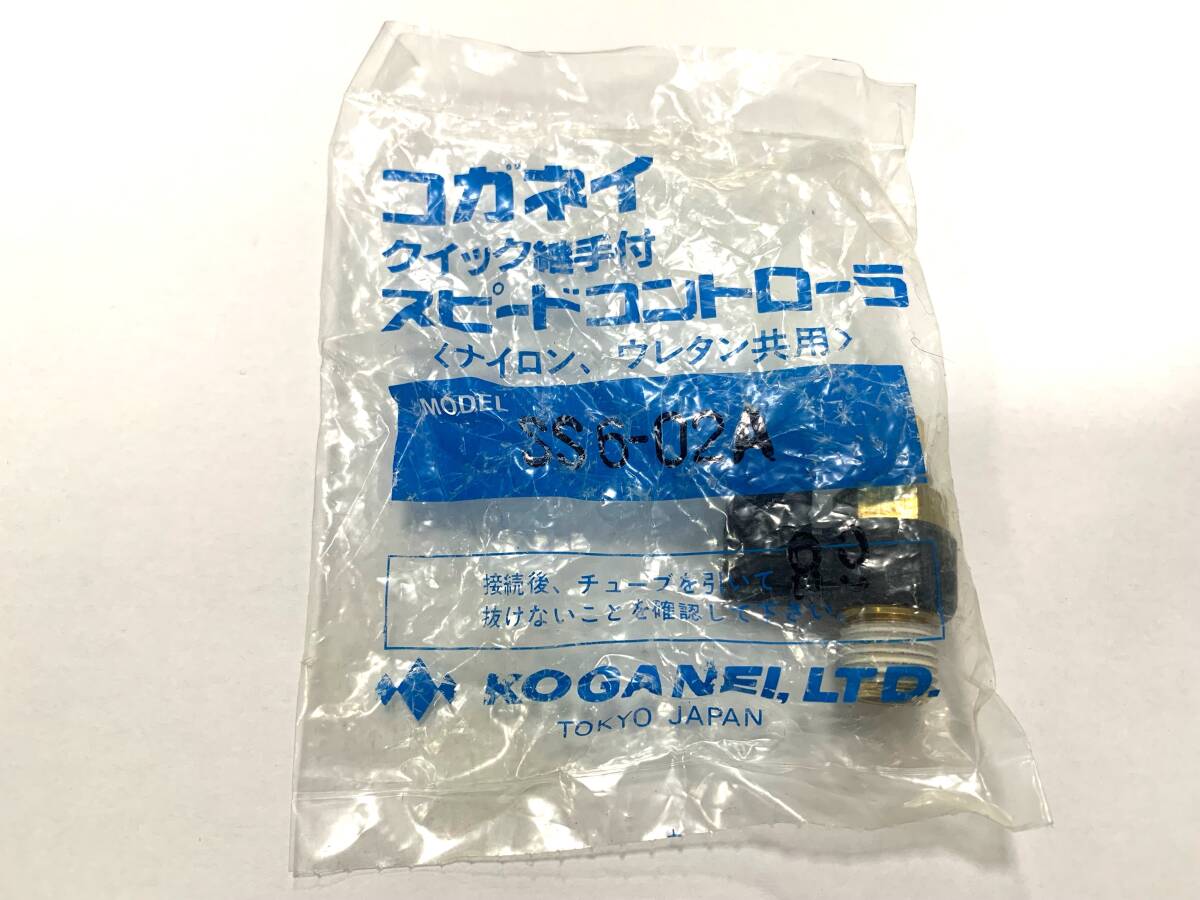 コガネイ
クイック継手付
スピードコントローラ
〈ナイロン、ウレタン共用〉
MODEL
SS6-02A
接続後、チューブを引いて
抜けないことを確認して下さい。
KOGANEI, LTD.
TOKYO JAPAN